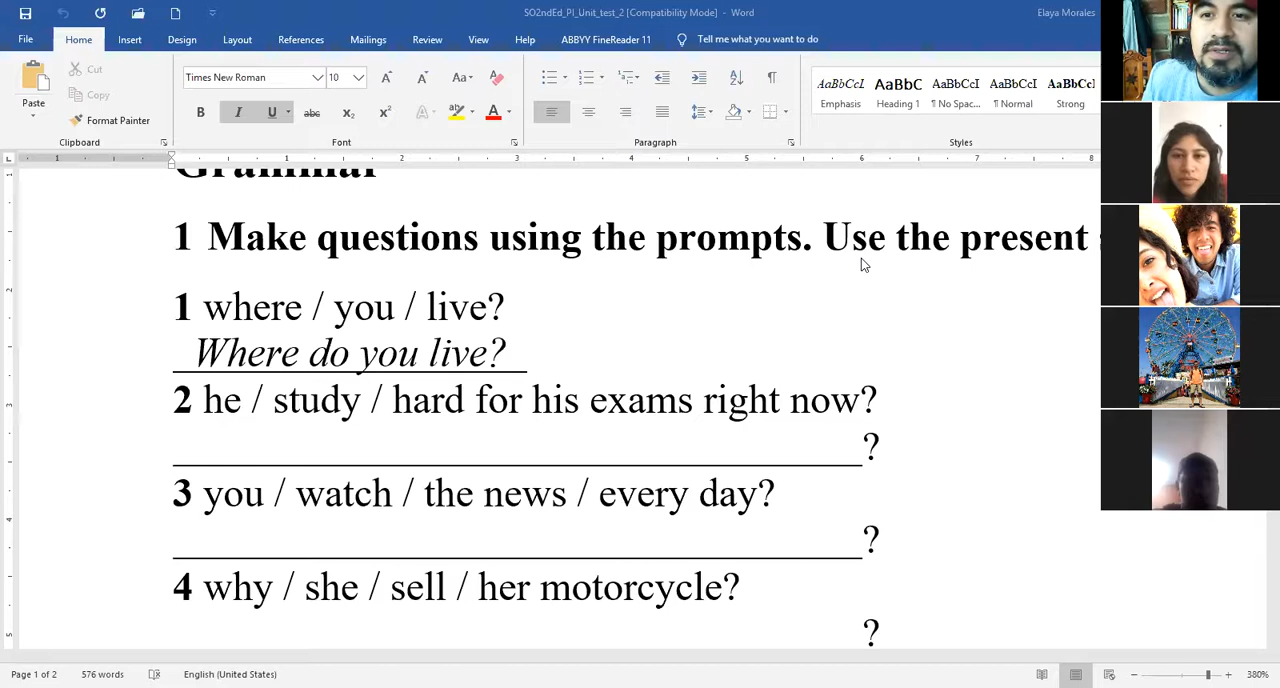 SO2ndEd_PI_Unit_test_2 [Compatibility Mode] - Word
Elaya Morales
File Home Insert Design Layout References Mailings Review View Help ABBYY FineReader 11 Tell me what you want to do
Paste
Cut
Copy
Format Painter
Times New Roman 10
AaBbCcI AaBbC AaBbCcI AaBbCcI AaBbCcI
Emphasis Heading 1 ¶ No Spac... ¶ Normal Strong
Clipboard Font Paragraph Styles
Grammar
1 Make questions using the prompts. Use the present
1 where / you / live?
Where do you live?
2 he / study / hard for his exams right now?
?
3 you / watch / the news / every day?
?
4 why / she / sell / her motorcycle?
?
Page 1 of 2 576 words English (United States) 380%